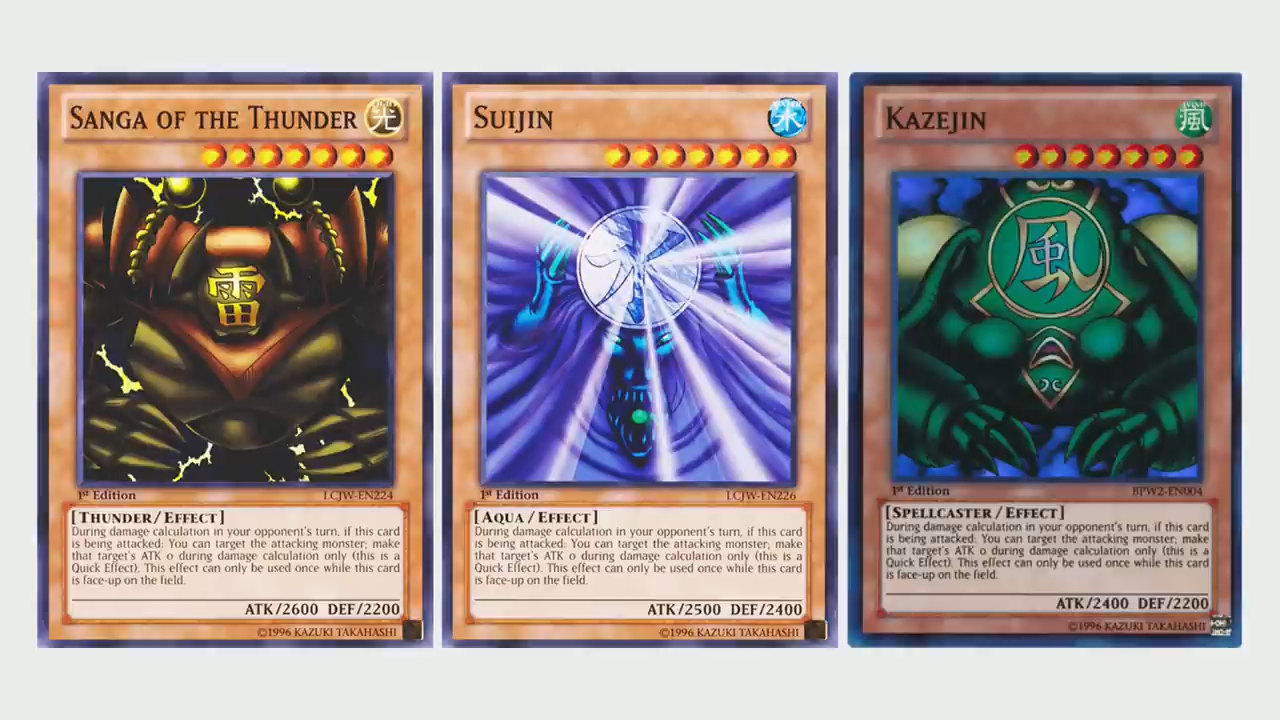 SANGA OF THE THUNDER
光
雷
1st Edition
LCJW-EN224
[THUNDER/EFFECT]
During damage calculation in your opponent's turn, if this card
is being attacked: You can target the attacking monster; make
that target's ATK 0 during damage calculation only (this is a
Quick Effect). This effect can only be used once while this card
is face-up on the field.
ATK/2600 DEF/2200
©1996 KAZUKI TAKAHASHI
SUIJIN
WATER
水
水
1st Edition
LCJW-EN226
[AQUA/EFFECT]
During damage calculation in your opponent's turn, if this card
is being attacked: You can target the attacking monster; make
that target's ATK 0 during damage calculation only (this is a
Quick Effect). This effect can only be used once while this card
is face-up on the field.
ATK/2500 DEF/2400
©1996 KAZUKI TAKAHASHI
KAZEJIN
WIND
風
風
1st Edition
BPW2-EN004
[SPELLCASTER/EFFECT]
During damage calculation in your opponent's turn, if this card
is being attacked: You can target the attacking monster; make
that target's ATK 0 during damage calculation only (this is a
Quick Effect). This effect can only be used once while this card
is face-up on the field.
ATK/2400 DEF/2200
©1996 KAZUKI TAKAHASHI